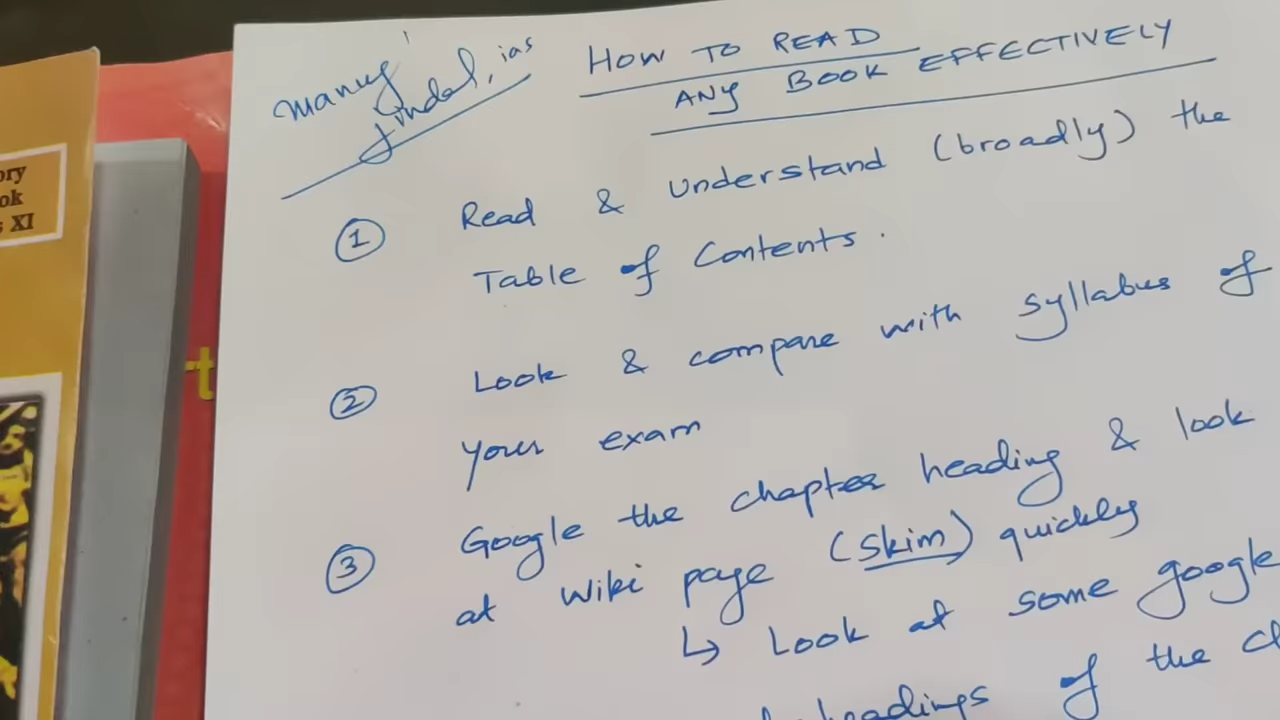 Manuj
Jindal, ias
HOW TO READ
ANY BOOK EFFECTIVELY
1 Read & Understand (broadly) the
Table of Contents.
2 Look & compare with syllabus of
your exam
3 Google the chapter heading & look
at Wiki page (skim) quickly
↳ Look at some google
headings of the
ory
ok
s XI
rt